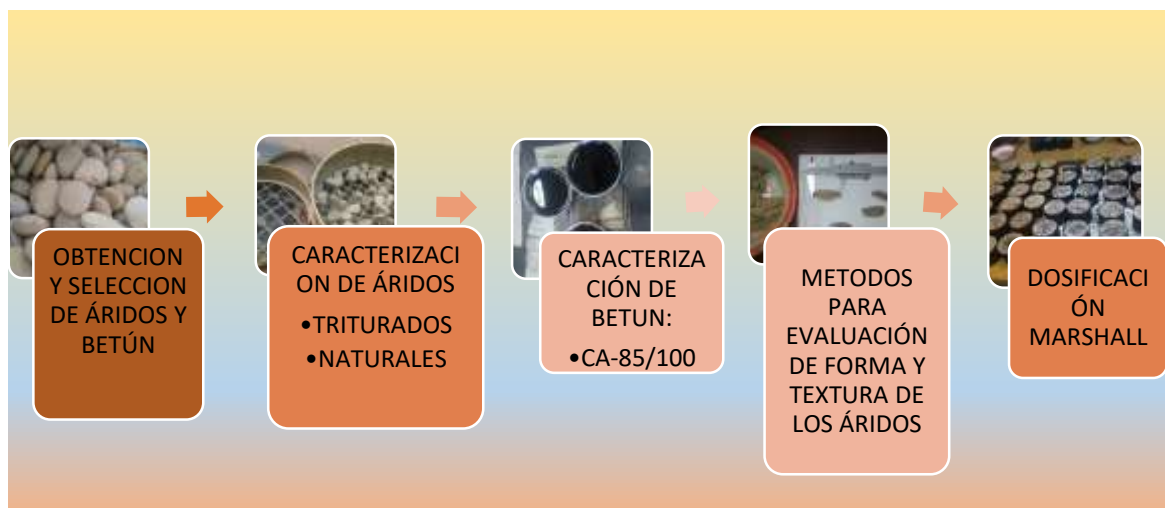 OBTENCION
Y SELECCION
DE ÁRIDOS Y
BETÚN
CARACTERIZACI
ON DE ÁRIDOS
•TRITURADOS
•NATURALES
CARACTERIZA
CIÓN DE
BETUN:
•CA-85/100
METODOS
PARA
EVALUACIÓN
DE FORMA Y
TEXTURA DE
LOS ÁRIDOS
DOSIFICACI
ÓN
MARSHALL